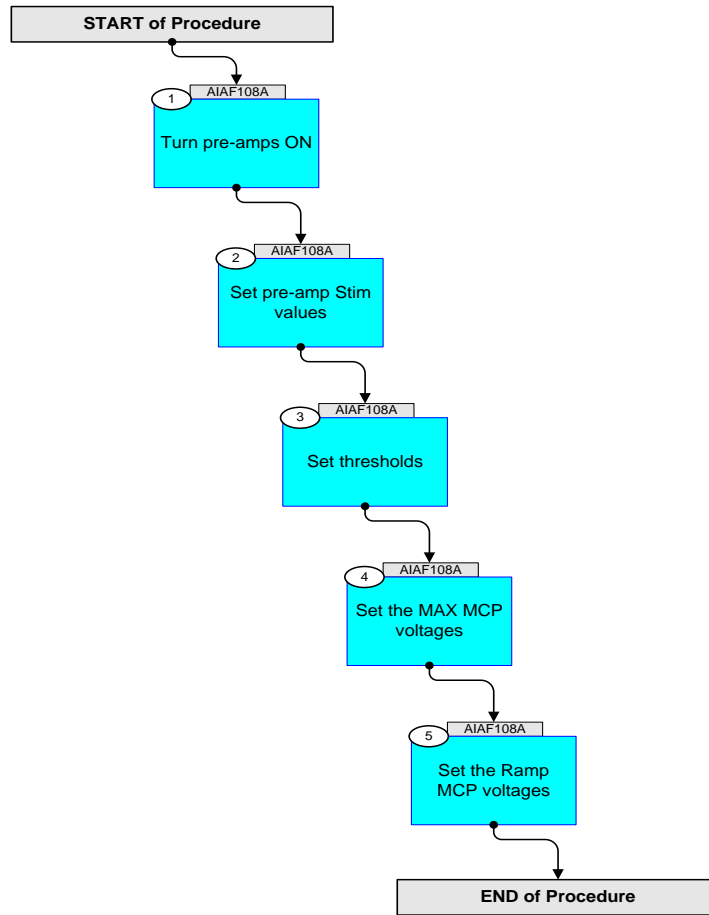 START of Procedure
AIAF108A
1
Turn pre-amps ON
AIAF108A
2
Set pre-amp Stim
values
AIAF108A
3
Set thresholds
AIAF108A
4
Set the MAX MCP
voltages
AIAF108A
5
Set the Ramp
MCP voltages
END of Procedure